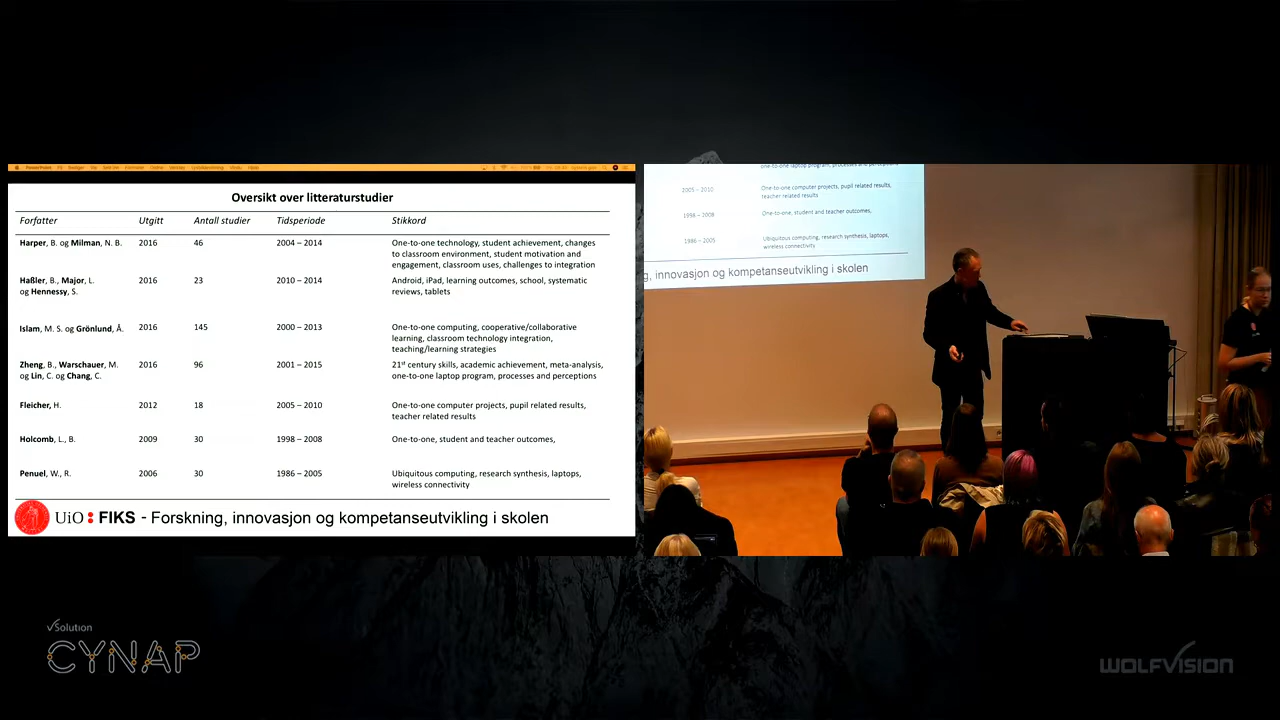 Oversikt over litteraturstudier
Forfatter Utgitt Antall studier Tidsperiode Stikkord
Harper, B. og Milman, N. B. 2016 46 2004 – 2014 One-to-one technology, student achievement, changes
to classroom environment, student motivation and
engagement, classroom uses, challenges to integration
Haßler, B., Major, L. 2016 23 2010 – 2014 Android, iPad, learning outcomes, school, systematic
og Hennessy, S. reviews, tablets
Islam, M. S. og Grönlund, Å. 2016 145 2000 – 2013 One-to-one computing, cooperative/collaborative
learning, classroom technology integration,
teaching/learning strategies
Zheng, B., Warschauer, M. 2016 96 2001 – 2015 21st century skills, academic achievement, meta-analysis,
og Lin, C. og Chang, C. one-to-one laptop program, processes and perceptions
Fleicher, H. 2012 18 2005 – 2010 One-to-one computer projects, pupil related results,
teacher related results
Holcomb, L., B. 2009 30 1998 – 2008 One-to-one, student and teacher outcomes,
Penuel, W., R. 2006 30 1986 – 2005 Ubiquitous computing, research synthesis, laptops,
wireless connectivity
UiO : FIKS - Forskning, innovasjon og kompetanseutvikling i skolen
one-to-one laptop program, processes and perceptions
2005 – 2010 One-to-one computer projects, pupil related results,
teacher related results
1998 – 2008 One-to-one, student and teacher outcomes,
1986 – 2005 Ubiquitous computing, research synthesis, laptops,
wireless connectivity
g, innovasjon og kompetanseutvikling i skolen
vSolution
CYNAP
WOLFVISION